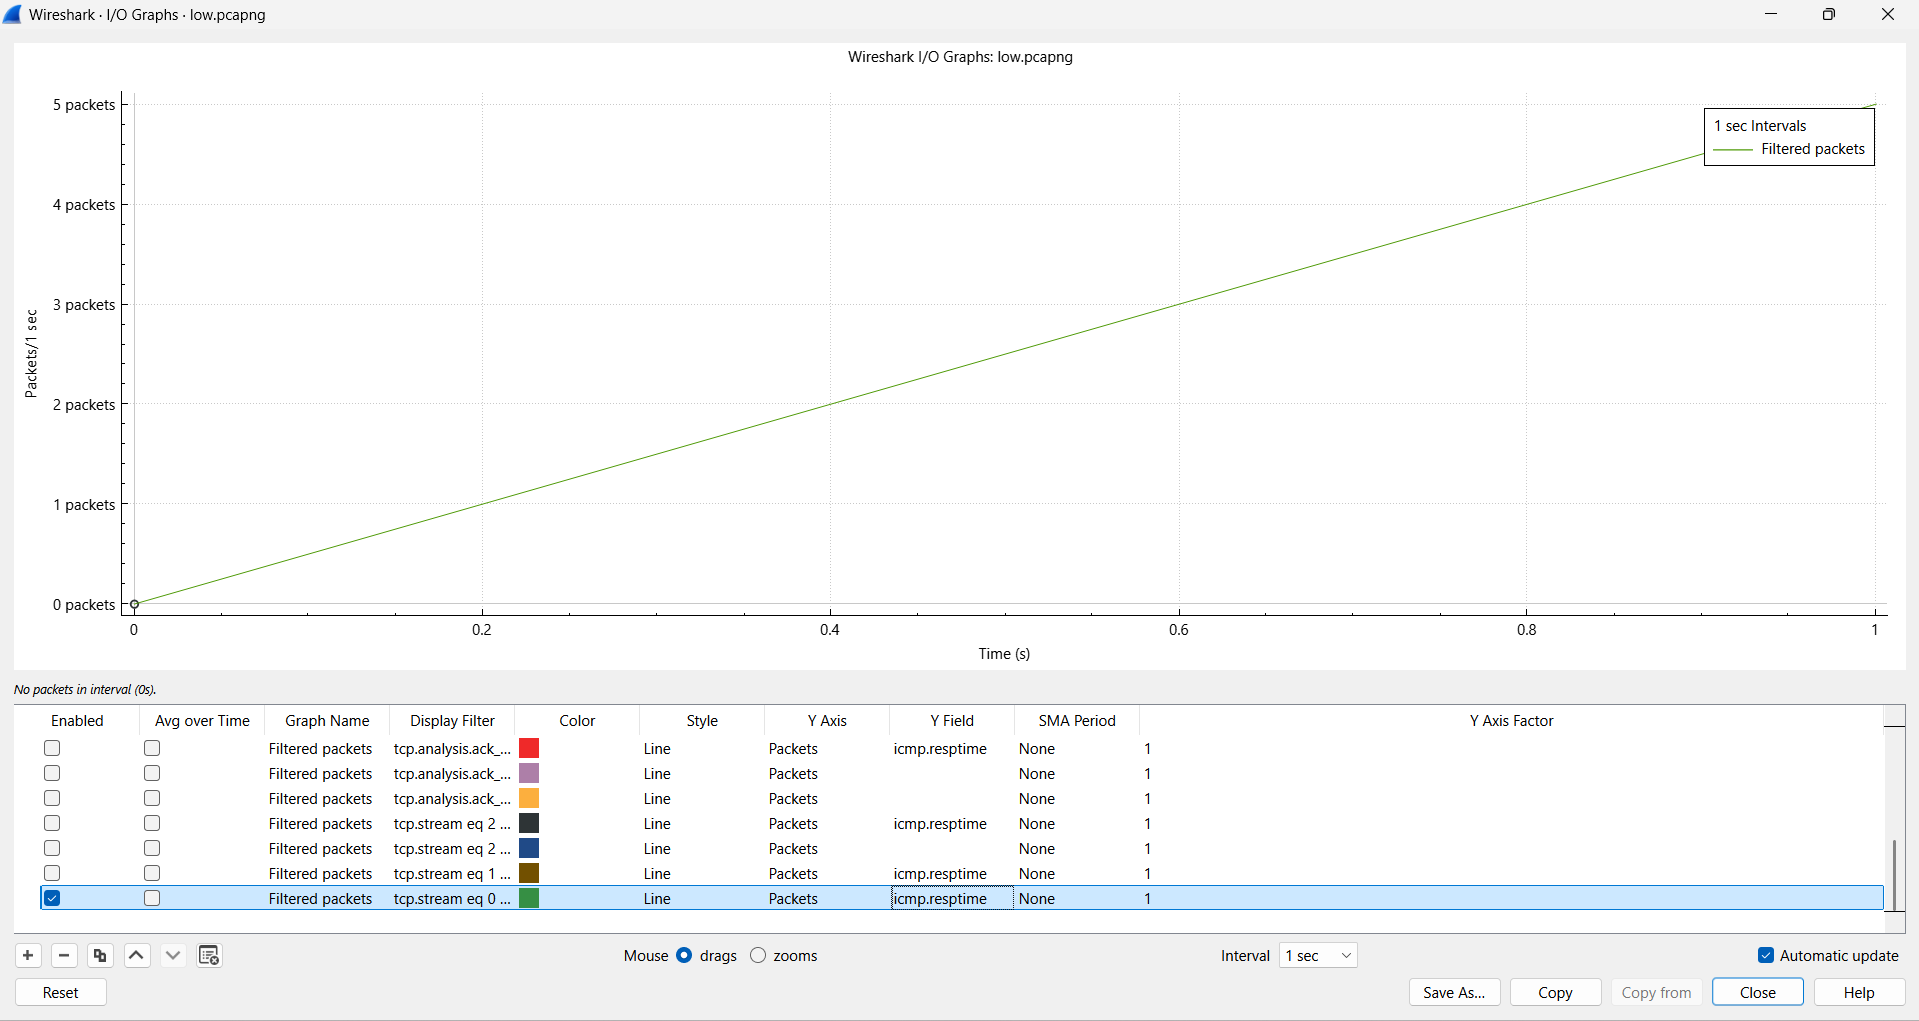 Wireshark · I/O Graphs · low.pcapng
Wireshark I/O Graphs: low.pcapng
5 packets
4 packets
3 packets
2 packets
1 packets
0 packets
Packets/1 sec
1 sec Intervals
Filtered packets
0 0.2 0.4 0.6 0.8 1
Time (s)
No packets in interval (0s).
Enabled Avg over Time Graph Name Display Filter Color Style Y Axis Y Field SMA Period Y Axis Factor
Filtered packets tcp.analysis.ack_... Line Packets icmp.resptime None 1
Filtered packets tcp.analysis.ack_... Line Packets None 1
Filtered packets tcp.analysis.ack_... Line Packets None 1
Filtered packets tcp.stream eq 2 ... Line Packets icmp.resptime None 1
Filtered packets tcp.stream eq 2 ... Line Packets None 1
Filtered packets tcp.stream eq 1 ... Line Packets icmp.resptime None 1
Filtered packets tcp.stream eq 0 ... Line Packets icmp.resptime None 1
Mouse drags zooms Interval 1 sec Automatic update
Reset Save As... Copy Copy from Close Help